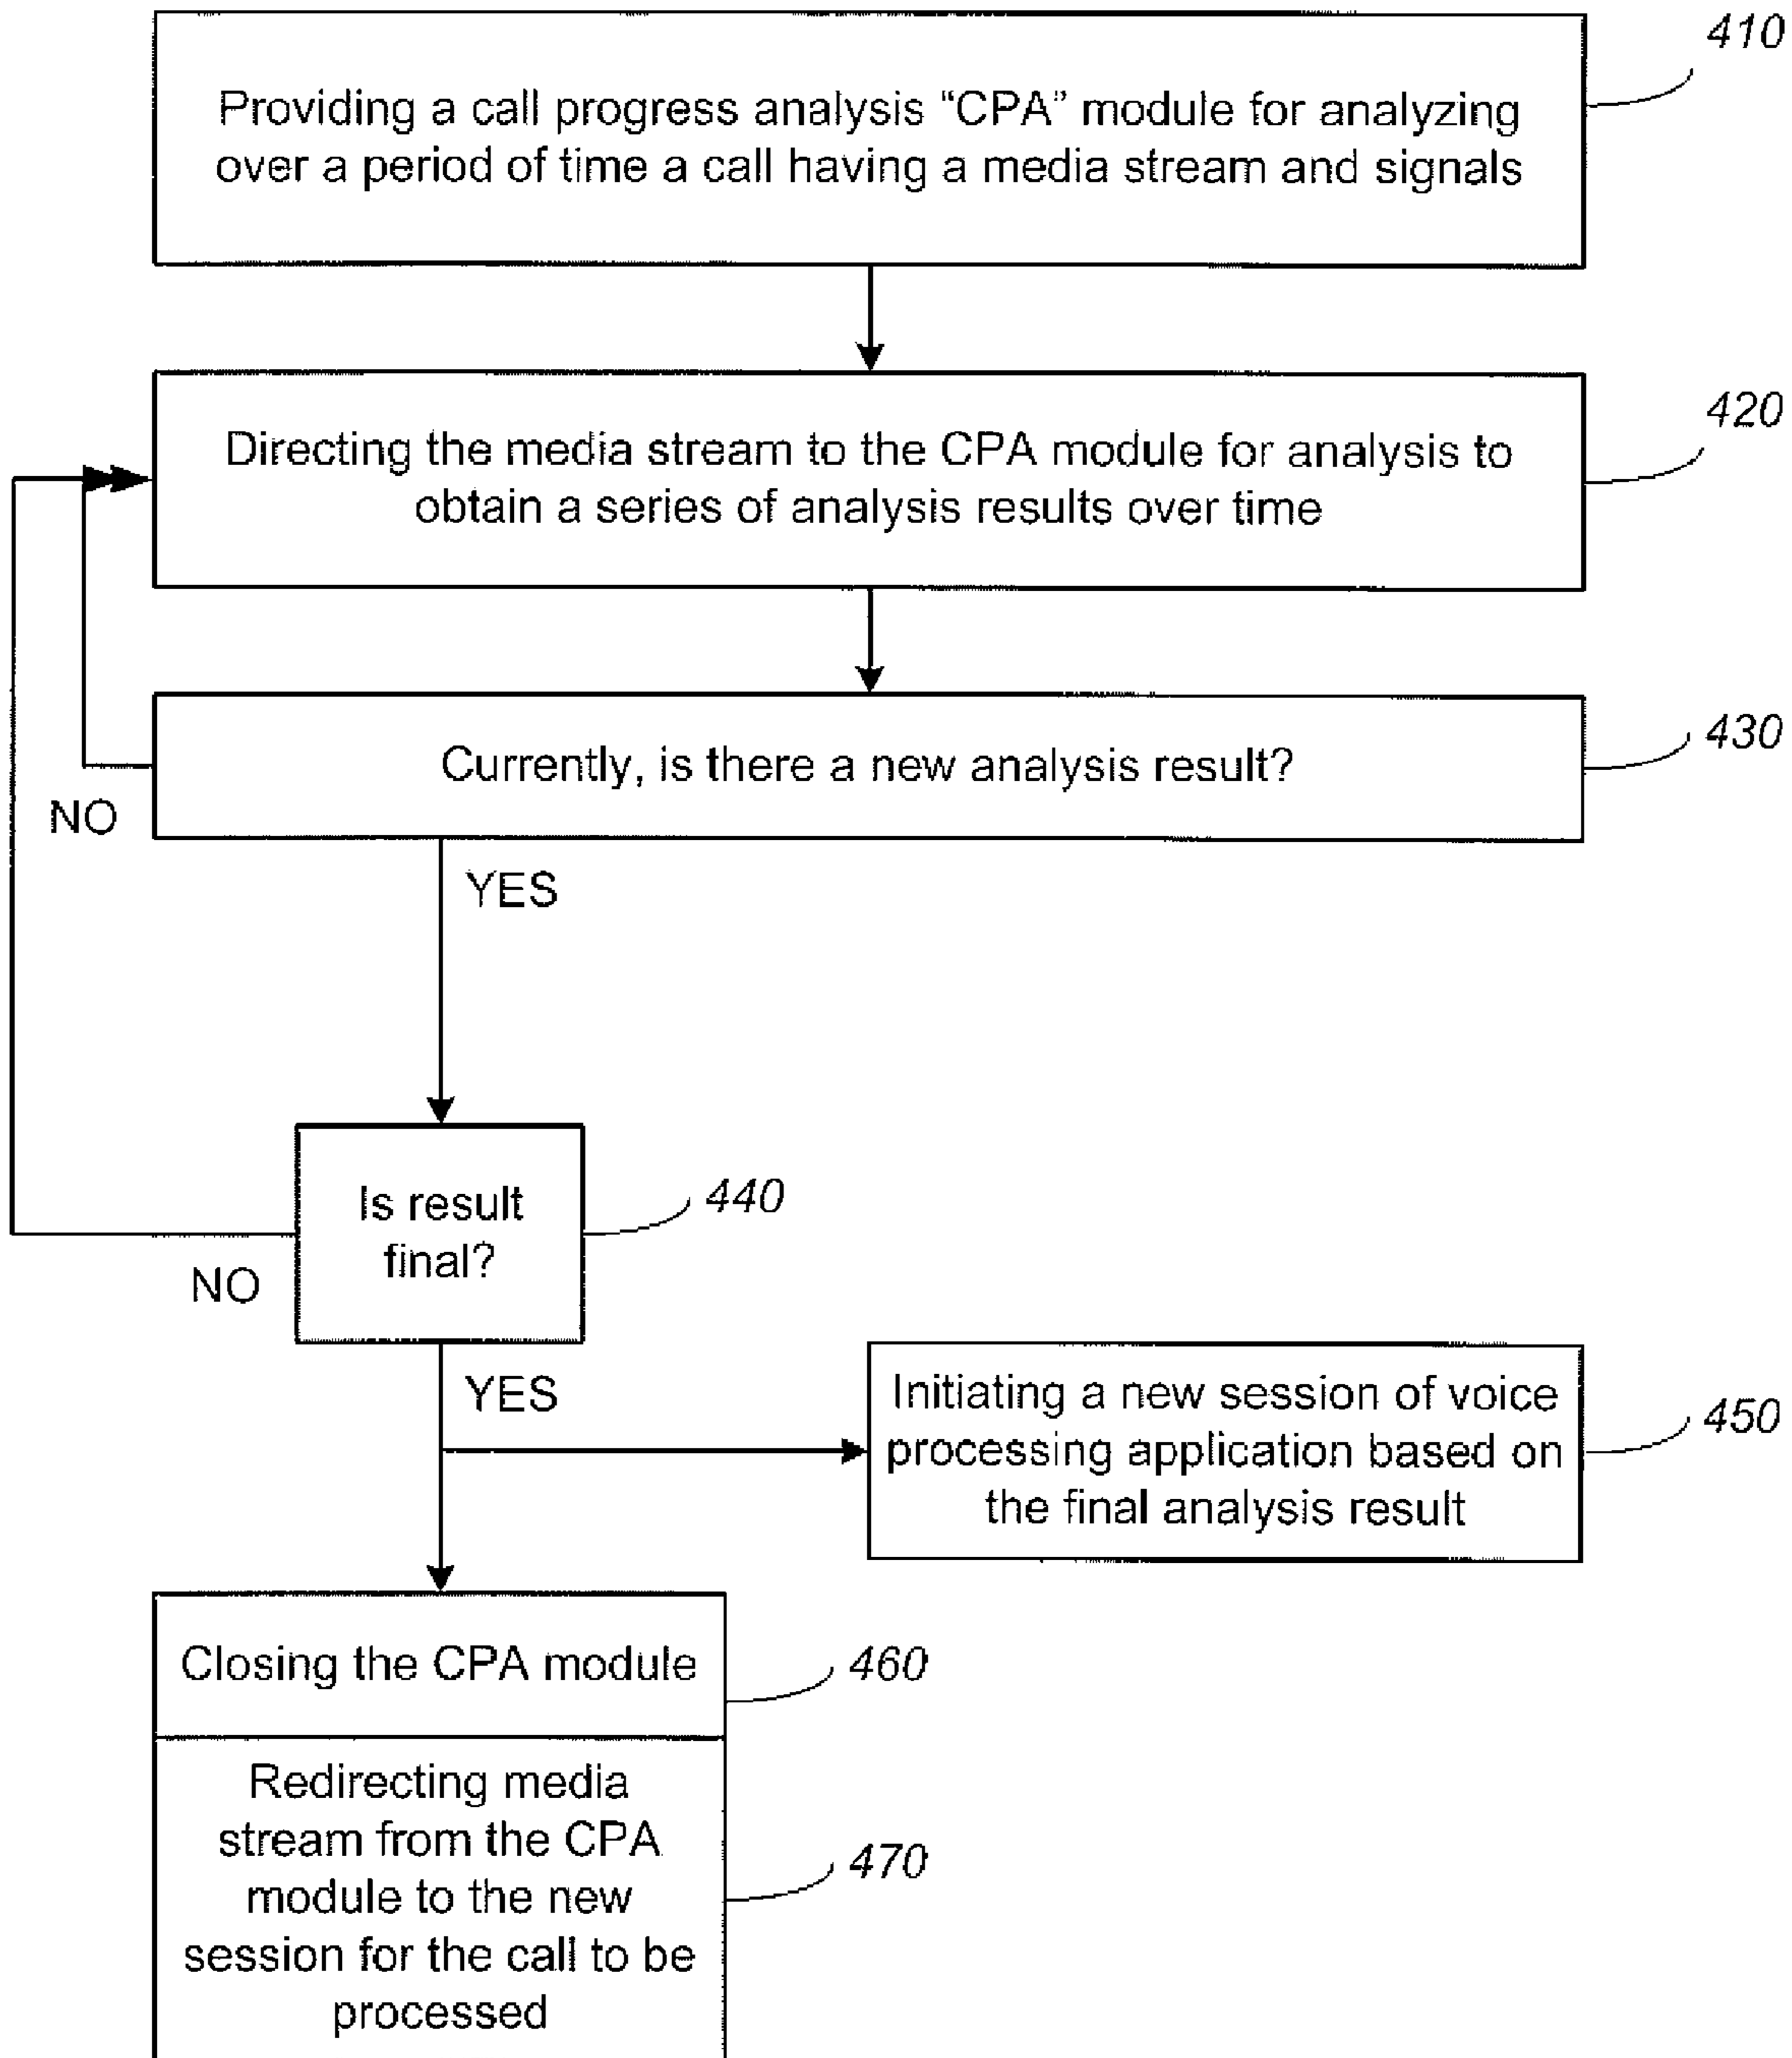 410
Providing a call progress analysis “CPA” module for analyzing
over a period of time a call having a media stream and signals
420
Directing the media stream to the CPA module for analysis to
obtain a series of analysis results over time
430
Currently, is there a new analysis result?
NO
YES
440
Is result
final?
NO
YES
Initiating a new session of voice
processing application based on
the final analysis result
450
Closing the CPA module
460
Redirecting media
stream from the CPA
module to the new
session for the call to be
processed
470